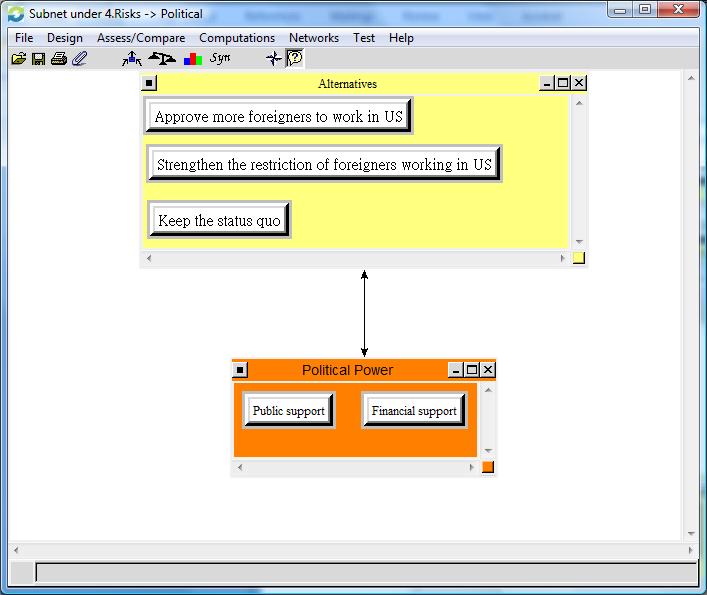 Subnet under 4.Risks -> Political
File Design Assess/Compare Computations Networks Test Help
Syn
Alternatives
Approve more foreigners to work in US
Strengthen the restriction of foreigners working in US
Keep the status quo
Political Power
Public support Financial support